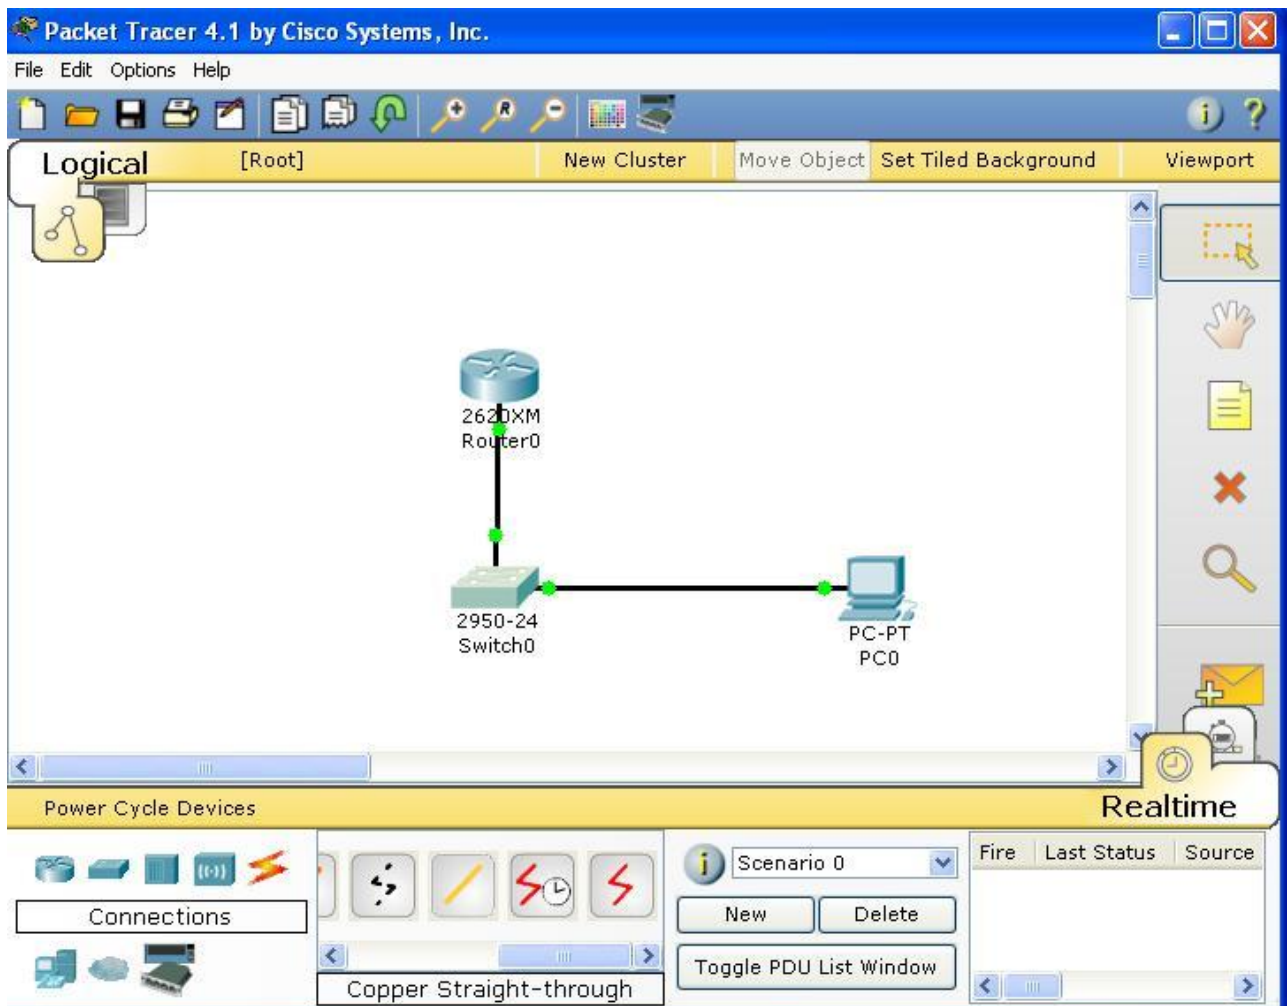 Packet Tracer 4.1 by Cisco Systems, Inc.
File Edit Options Help
Logical [Root] New Cluster Move Object Set Tiled Background Viewport
2620XM
Router0
2950-24
Switch0
PC-PT
PC0
Power Cycle Devices Realtime
Scenario 0
Fire Last Status Source
Connections
New Delete
Toggle PDU List Window
Copper Straight-through